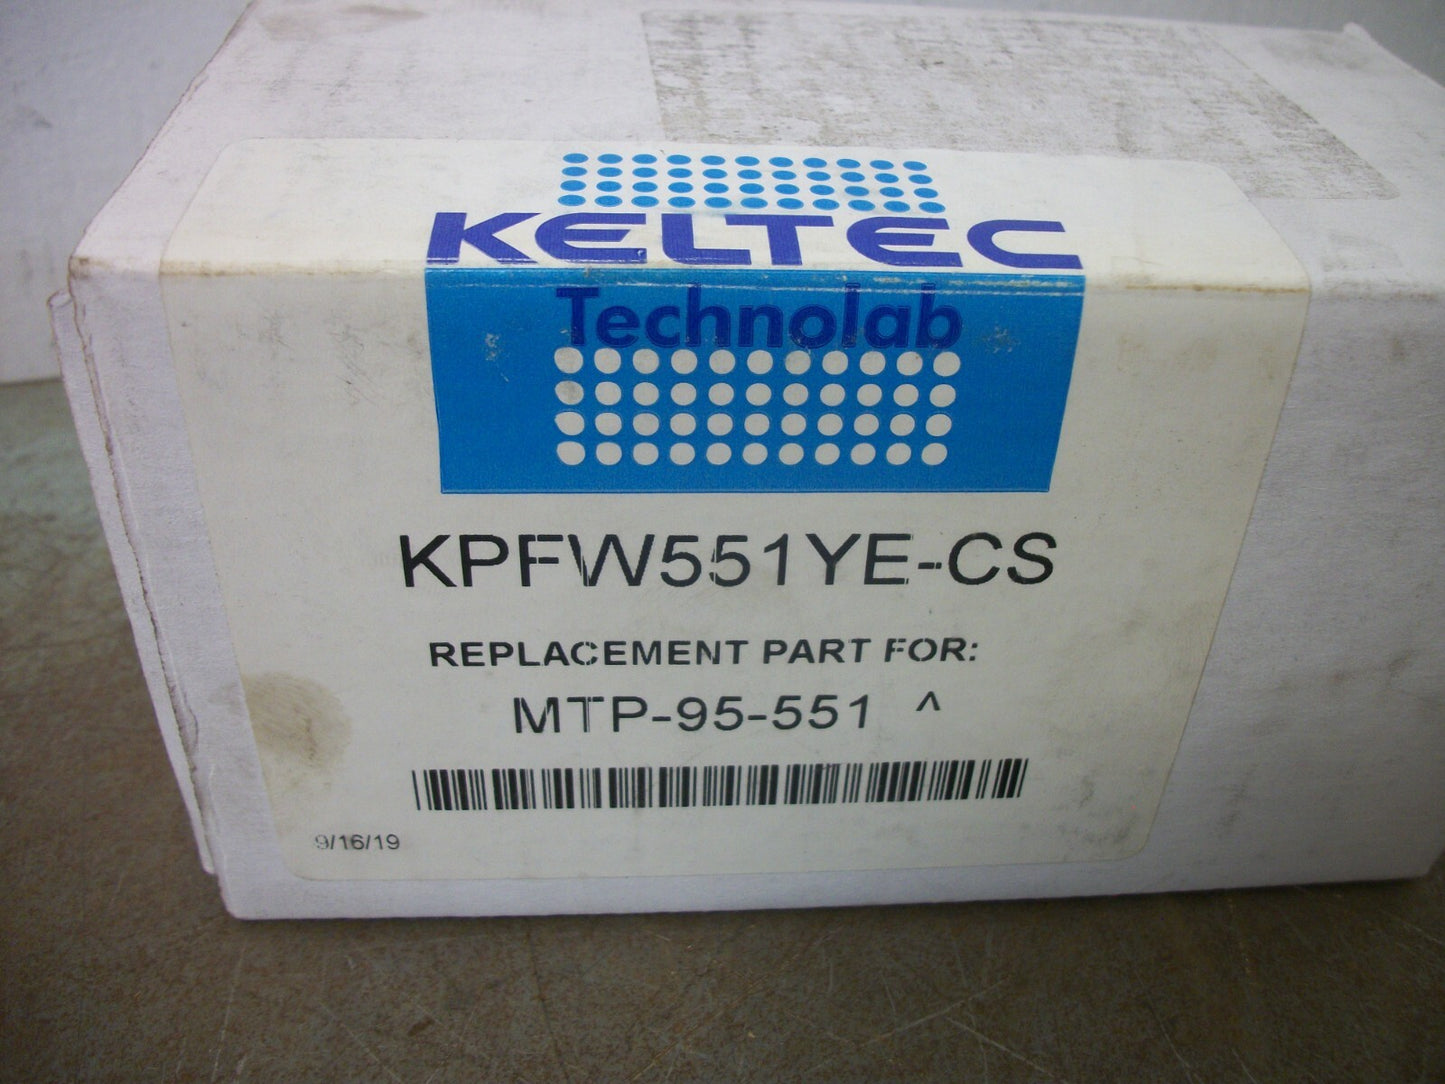 KELTEC
Technolab
KPFW551YE-CS
REPLACEMENT PART FOR:
MTP-95-551 ^
9/16/19